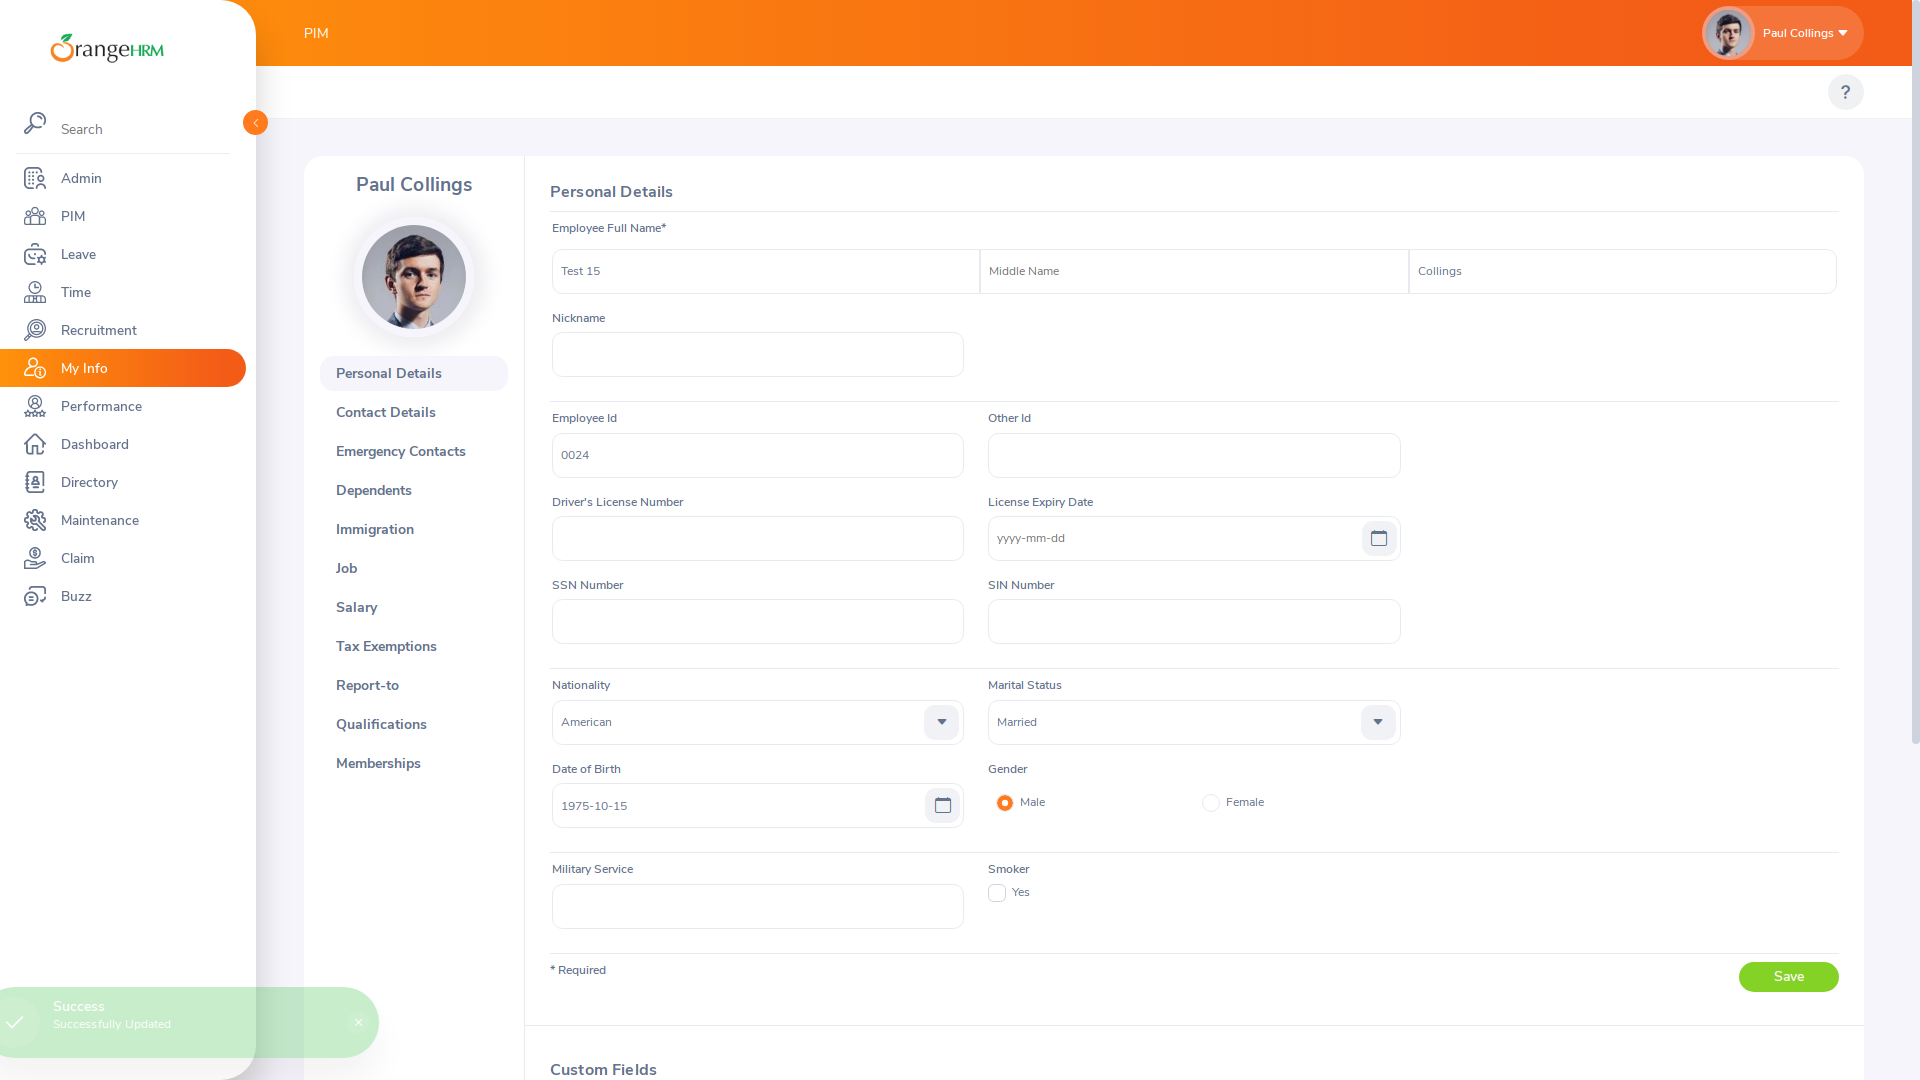 OrangeHRM
PIM
Paul Collings
?
Search
Admin
PIM
Leave
Time
Recruitment
My Info
Performance
Dashboard
Directory
Maintenance
Claim
Buzz
Paul Collings
Personal Details
Contact Details
Emergency Contacts
Dependents
Immigration
Job
Salary
Tax Exemptions
Report-to
Qualifications
Memberships
Personal Details
Employee Full Name*
Test 15 Middle Name Collings
Nickname
Employee Id Other Id
0024
Driver's License Number License Expiry Date
yyyy-mm-dd
SSN Number SIN Number
Nationality Marital Status
American Married
Date of Birth Gender
1975-10-15 Male Female
Military Service Smoker
Yes
* Required Save
Custom Fields
Success
Successfully Updated